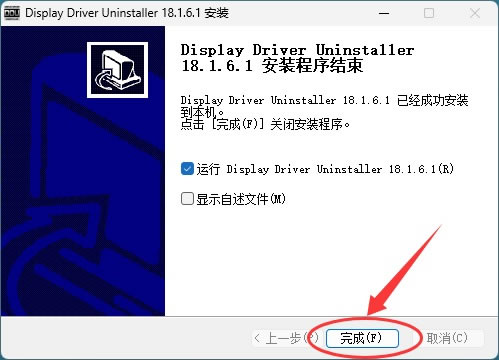 DDU
Display Driver Uninstaller 18.1.6.1 安装
Display Driver Uninstaller
18.1.6.1 安装程序结束
Display Driver Uninstaller 18.1.6.1 已经成功安装
到本机。
点击 [完成(F)] 关闭安装程序。
运行 Display Driver Uninstaller 18.1.6.1(R)
显示自述文件(M)
< 上一步(P) 完成(F) 取消(C)